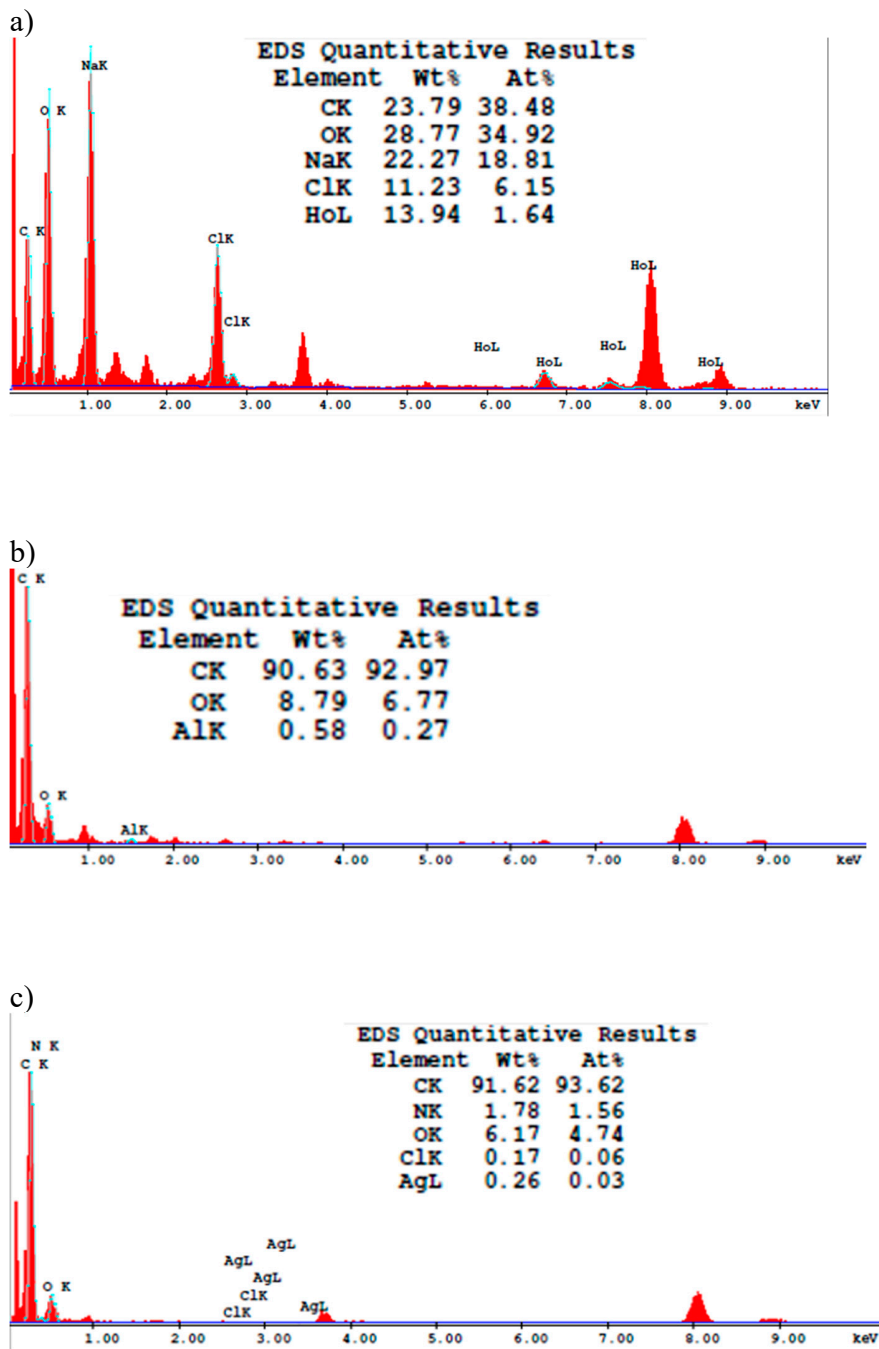 a)
EDS Quantitative Results
Element Wt% At%
CK 23.79 38.48
OK 28.77 34.92
NaK 22.27 18.81
ClK 11.23 6.15
HoL 13.94 1.64
NaK
O K
C K
ClK
ClK
HoL
HoL
HoL
HoL
HoL
1.00 2.00 3.00 4.00 5.00 6.00 7.00 8.00 9.00 keV
b)
C K
EDS Quantitative Results
Element Wt% At%
CK 90.63 92.97
OK 8.79 6.77
AlK 0.58 0.27
O K
AlK
1.00 2.00 3.00 4.00 5.00 6.00 7.00 8.00 9.00 keV
c)
N K
C K
EDS Quantitative Results
Element Wt% At%
CK 91.62 93.62
NK 1.78 1.56
OK 6.17 4.74
ClK 0.17 0.06
AgL 0.26 0.03
AgL
AgL
AgL
ClK
ClK
AgL
O K
1.00 2.00 3.00 4.00 5.00 6.00 7.00 8.00 9.00 keV